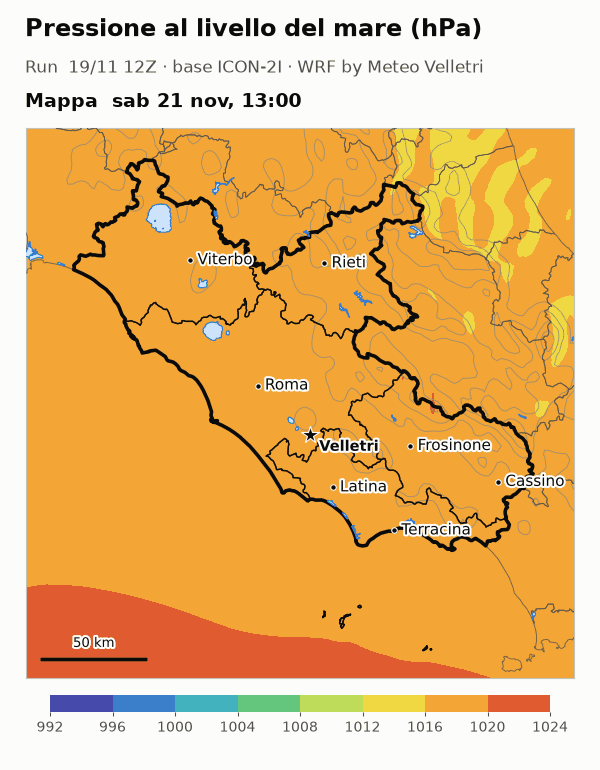 Pressione al livello del mare (hPa)
Run  19/11 12Z · base ICON-2I · WRF by Meteo Velletri
Mappa  sab 21 nov, 13:00
Viterbo
Rieti
Roma
Velletri
Frosinone
Cassino
Latina
Terracina
50 km
992 996 1000 1004 1008 1012 1016 1020 1024